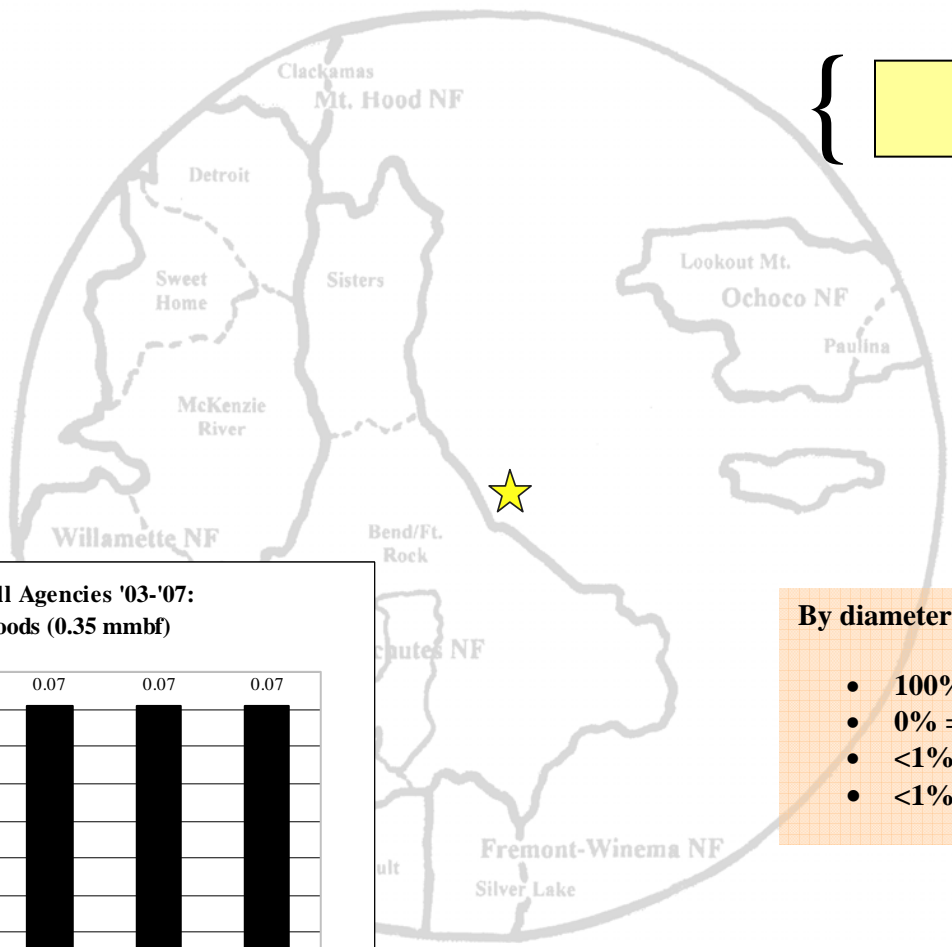 Clackamas
Mt. Hood NF
{
Detroit
Sweet
Home
Sisters
Lookout Mt.
Ochoco NF
Paulina
McKenzie
River
Willamette NF
Bend/Ft.
Rock
ll Agencies '03-'07:
oods (0.35 mmbf)
0.07 0.07 0.07
chutes NF
By diameter
• 100%
• 0% =
• <1%
• <1%
ult
Fremont-Winema NF
Silver Lake